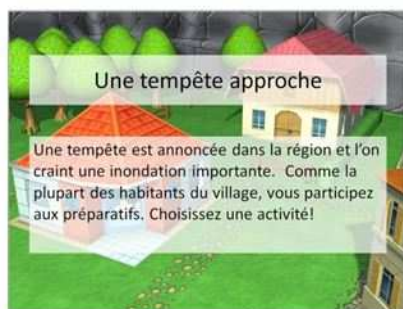 Une tempête approche
Une tempête est annoncée dans la région et l'on
craint une inondation importante. Comme la
plupart des habitants du village, vous participez
aux préparatifs. Choisissez une activité!